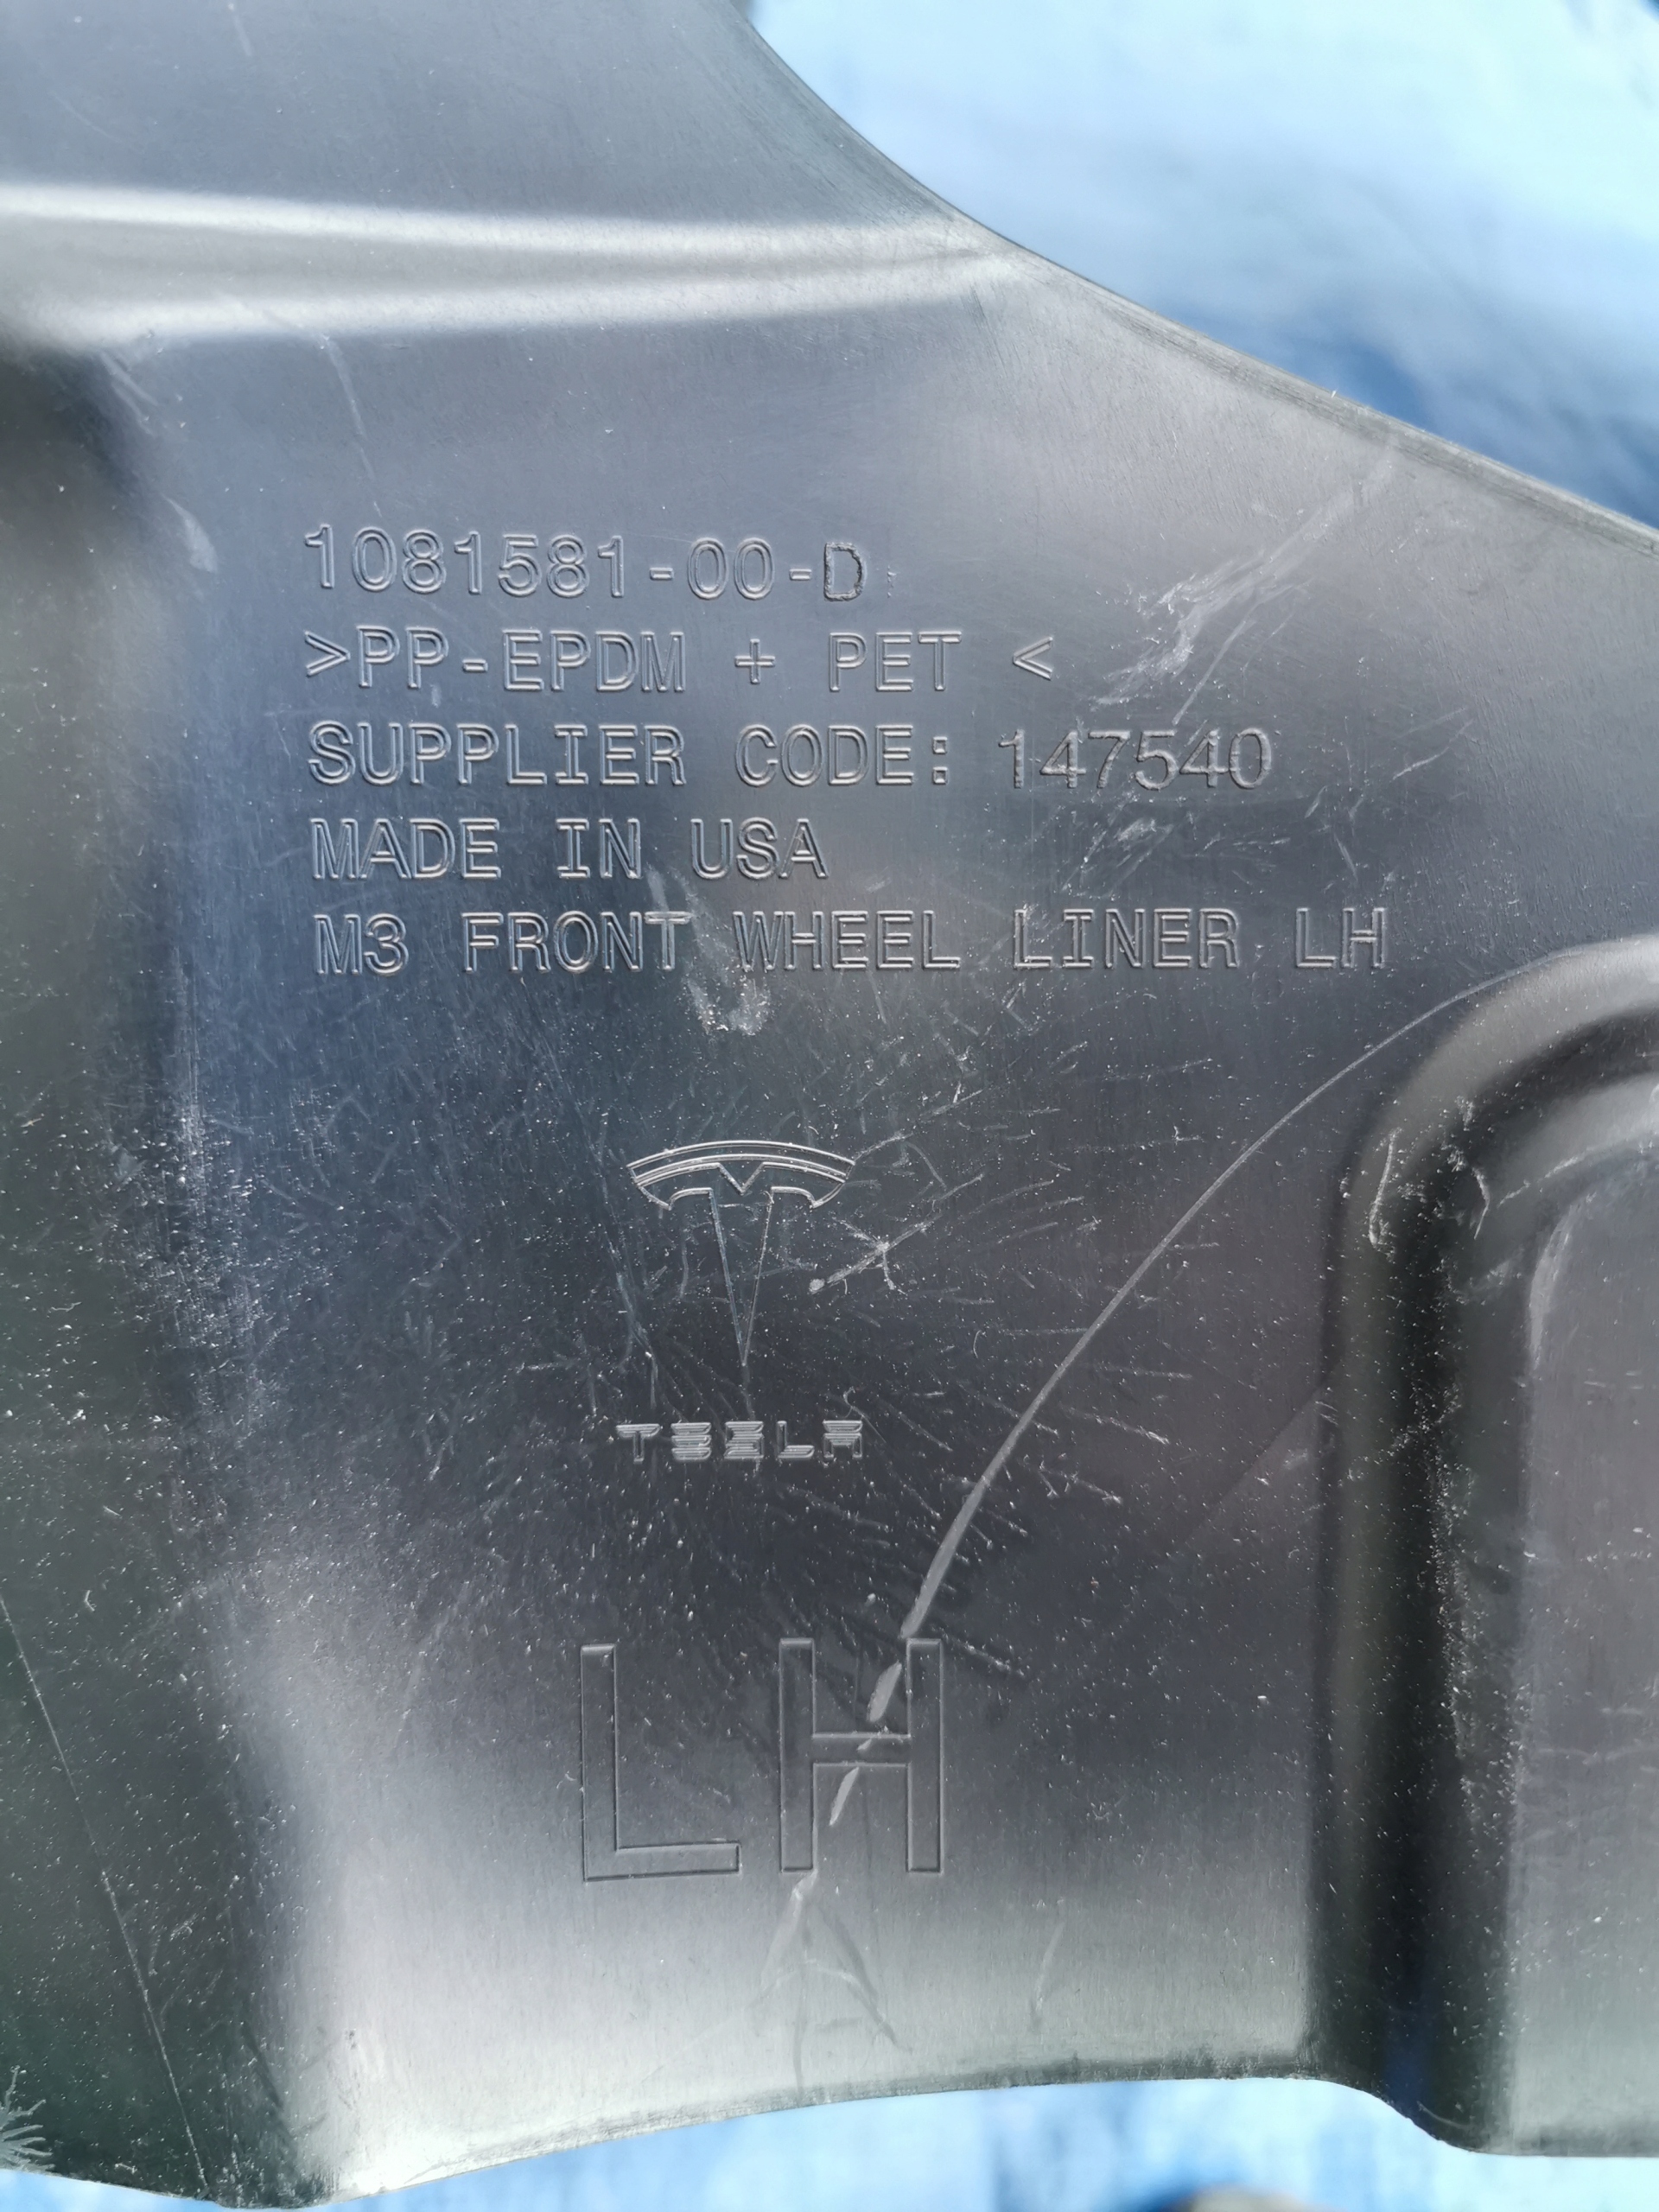 1081581-00-D
>PP-EPDM + PET <
SUPPLIER CODE: 147540
MADE IN USA
M3 FRONT WHEEL LINER LH
TESLA
LH